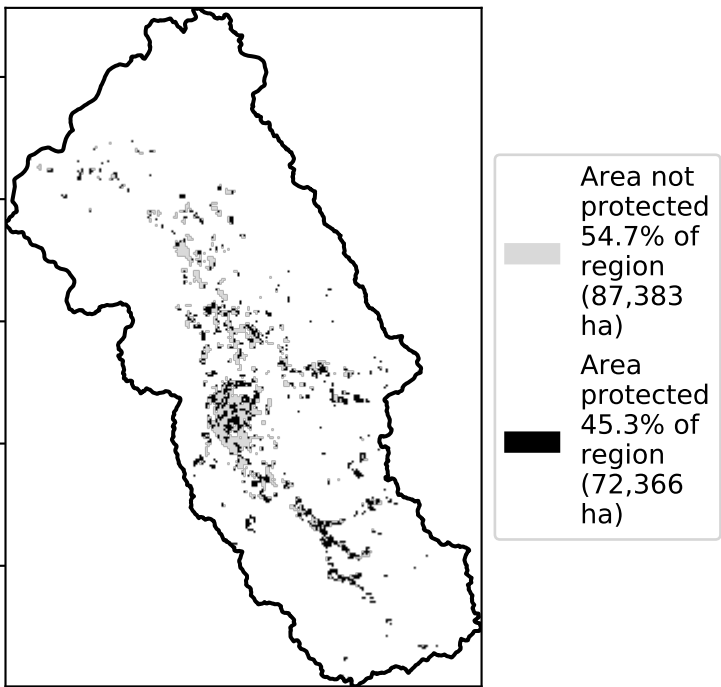 Area not
protected
54.7% of
region
(87,383
ha)
Area
protected
45.3% of
region
(72,366
ha)